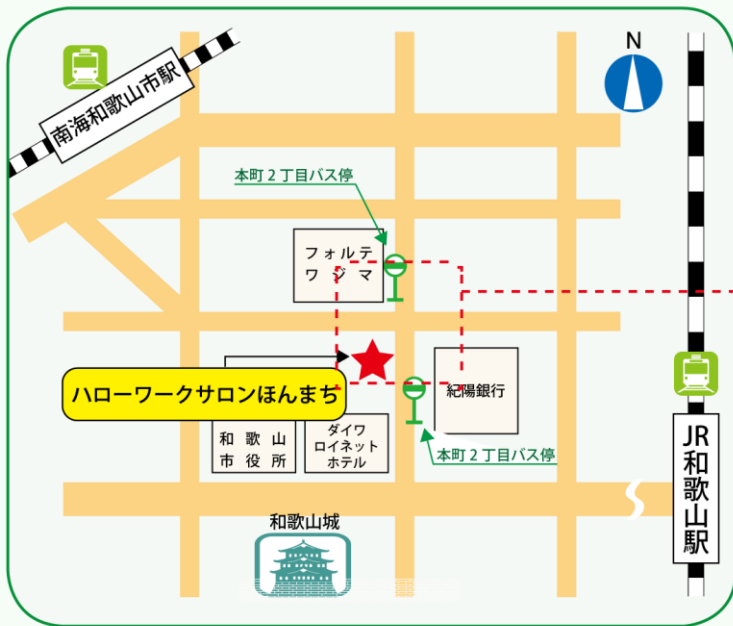 南海和歌山市駅
N
本町2丁目バス停
フォルテ
ワジマ
ハローワークサロンほんまち
紀陽銀行
和歌山
市役所
ダイワ
ロイネット
ホテル
本町2丁目バス停
JR和歌山駅
和歌山城